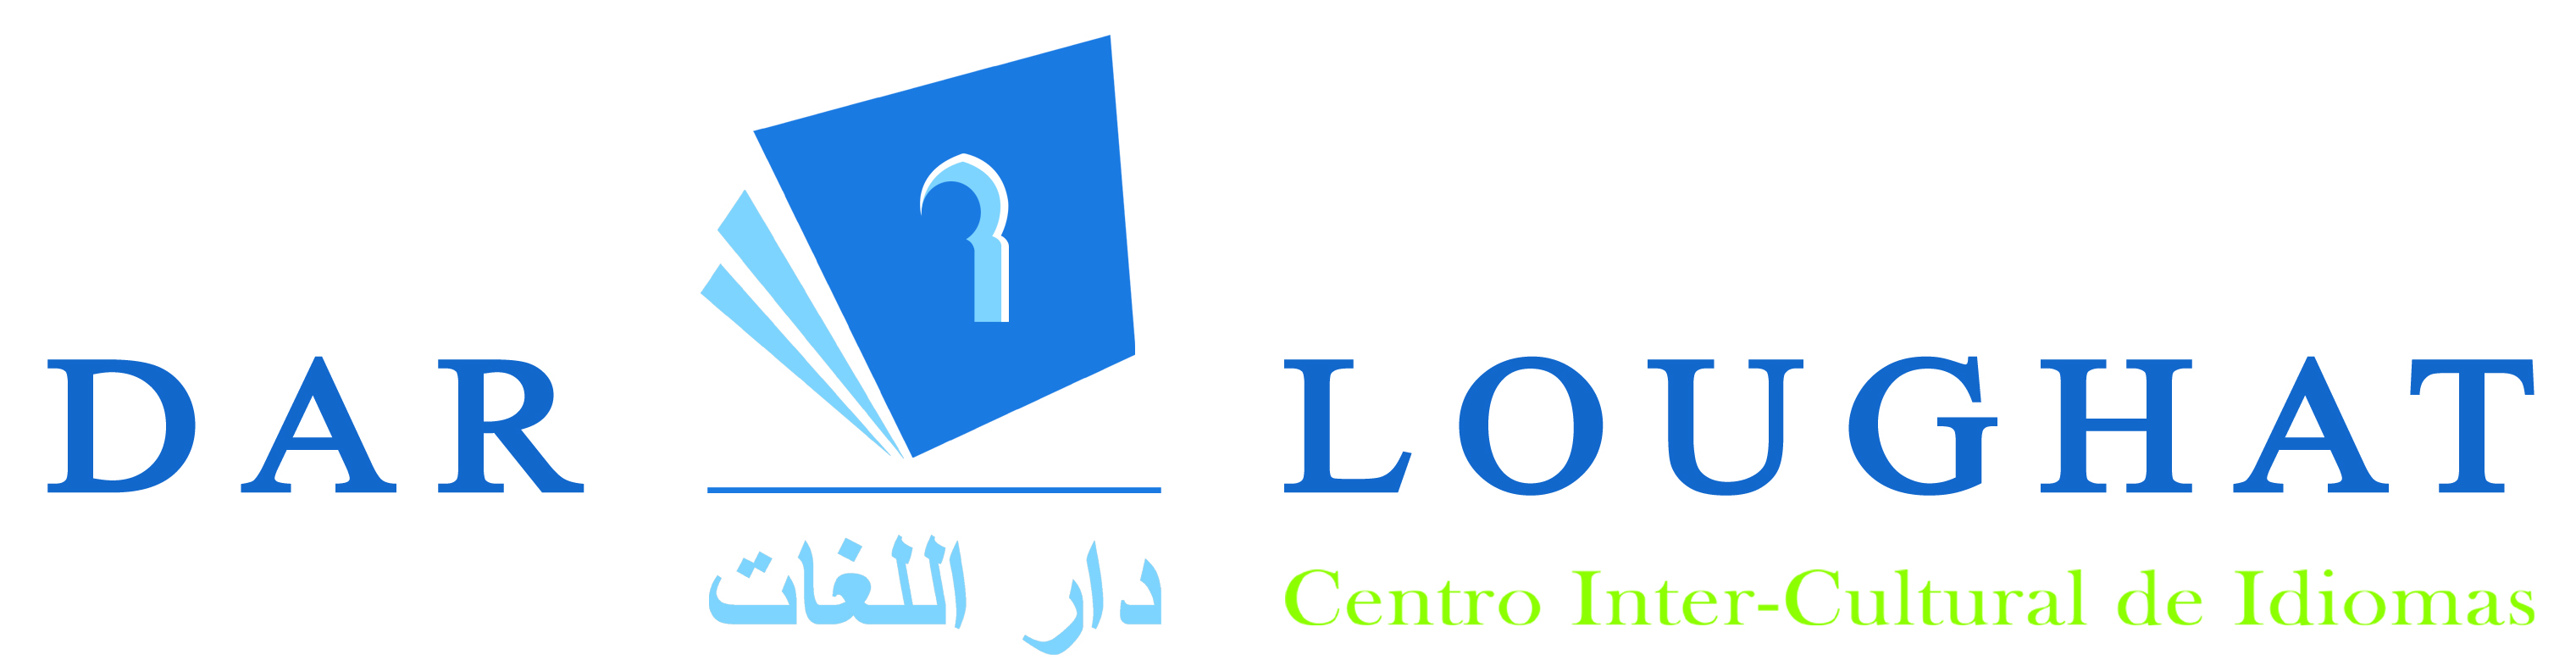 DAR LOUGHAT
دار اللغات
Centro Inter-Cultural de Idiomas